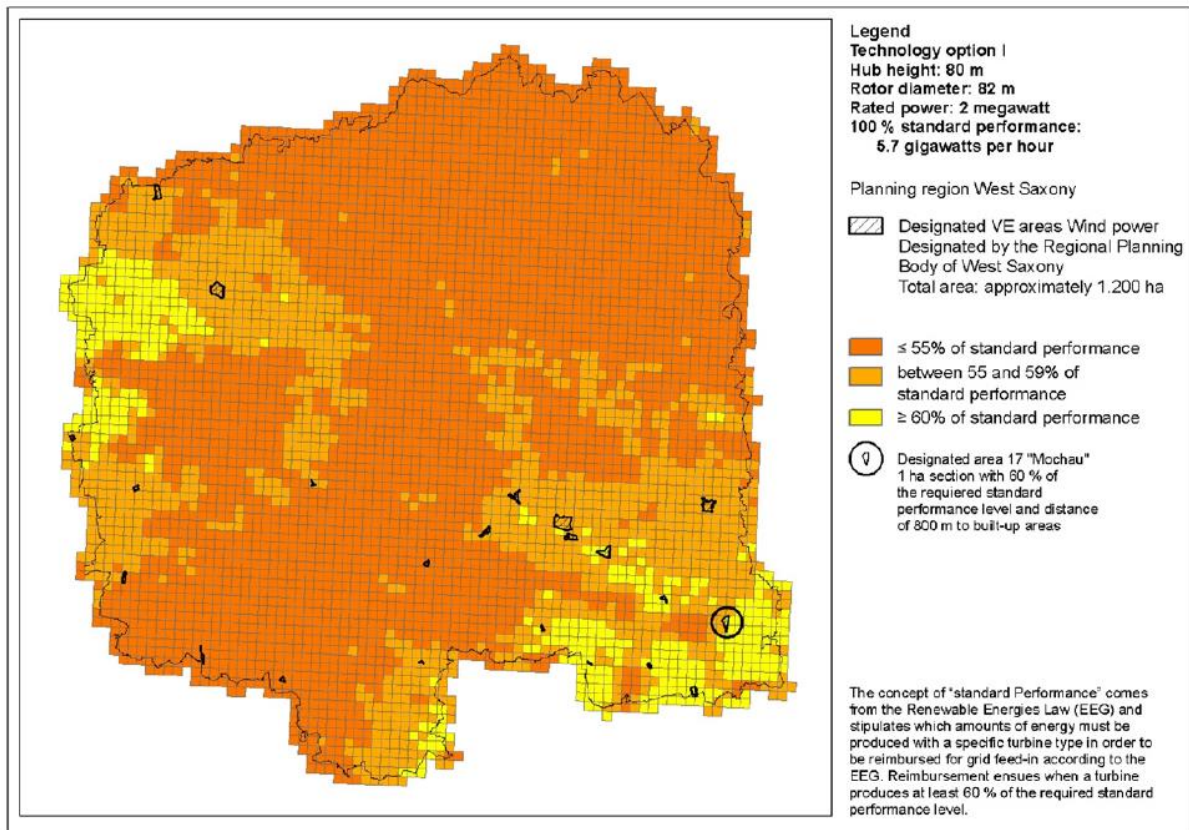 Legend
Technology option I
Hub height: 80 m
Rotor diameter: 82 m
Rated power: 2 megawatt
100 % standard performance:
5.7 gigawatts per hour
Planning region West Saxony
Designated VE areas Wind power
Designated by the Regional Planning
Body of West Saxony
Total area: approximately 1.200 ha
≤ 55% of standard performance
between 55 and 59% of
standard performance
≥ 60% of standard performance
Designated area 17 "Mochau"
1 ha section with 60 % of
the requiered standard
performance level and distance
of 800 m to built-up areas
The concept of "standard Performance" comes
from the Renewable Energies Law (EEG) and
stipulates which amounts of energy must be
produced with a specific turbine type in order to
be reimbursed for grid feed-in according to the
EEG. Reimbursement ensues when a turbine
produces at least 60 % of the required standard
performance level.